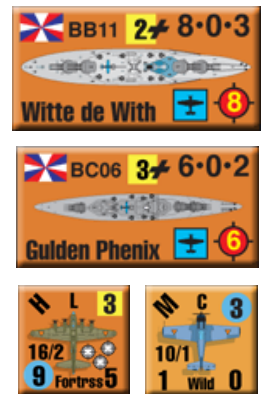 BB11 2 8•0•3
Witte de With 8
BC06 3 6•0•2
Gulden Phenix 6
H L 3
16/2
9 Fortrss 5
M C 3
10/1
1 Wild 0